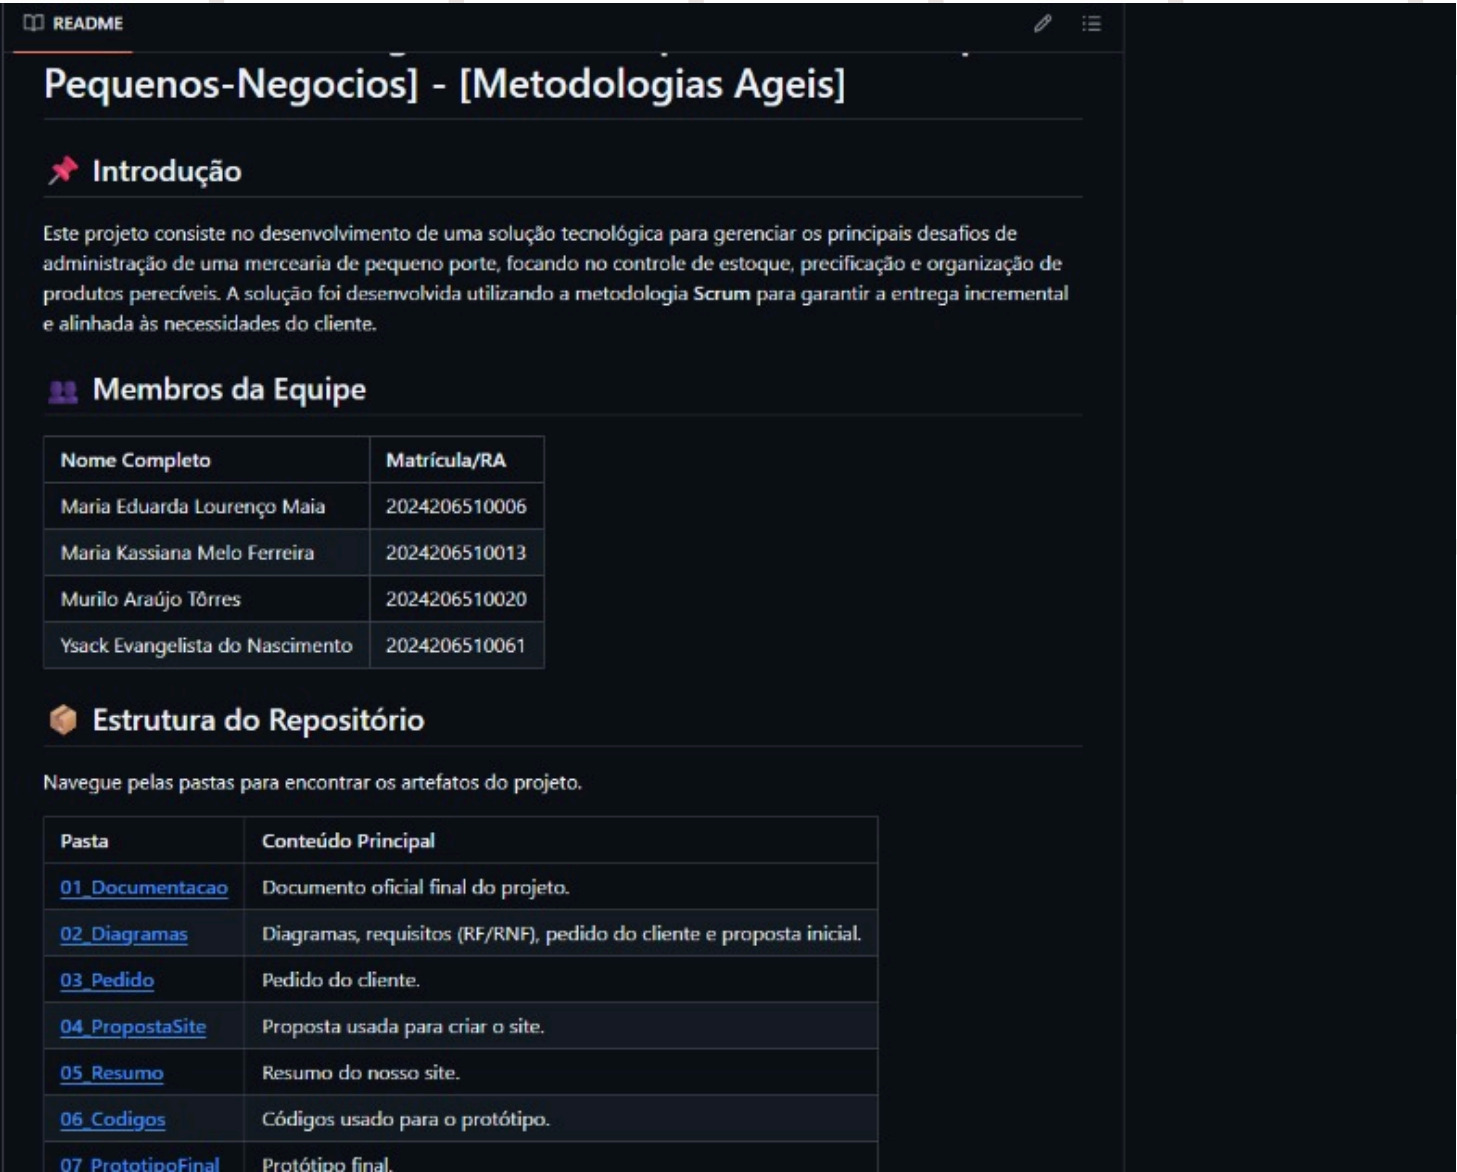 README
Pequenos-Negocios] - [Metodologias Ageis]
Introdução
Este projeto consiste no desenvolvimento de uma solução tecnológica para gerenciar os principais desafios de
administração de uma mercearia de pequeno porte, focando no controle de estoque, precificação e organização de
produtos perecíveis. A solução foi desenvolvida utilizando a metodologia Scrum para garantir a entrega incremental
e alinhada às necessidades do cliente.
Membros da Equipe
Nome Completo Matrícula/RA
Maria Eduarda Lourenço Maia 2024206510006
Maria Kassiana Melo Ferreira 2024206510013
Murilo Araújo Tôrres 2024206510020
Ysack Evangelista do Nascimento 2024206510061
Estrutura do Repositório
Navegue pelas pastas para encontrar os artefatos do projeto.
Pasta Conteúdo Principal
01_Documentacao Documento oficial final do projeto.
02_Diagramas Diagramas, requisitos (RF/RNF), pedido do cliente e proposta inicial.
03_Pedido Pedido do cliente.
04_PropostaSite Proposta usada para criar o site.
05_Resumo Resumo do nosso site.
06_Codigos Códigos usado para o protótipo.
07_PrototipoFinal Protótipo final.